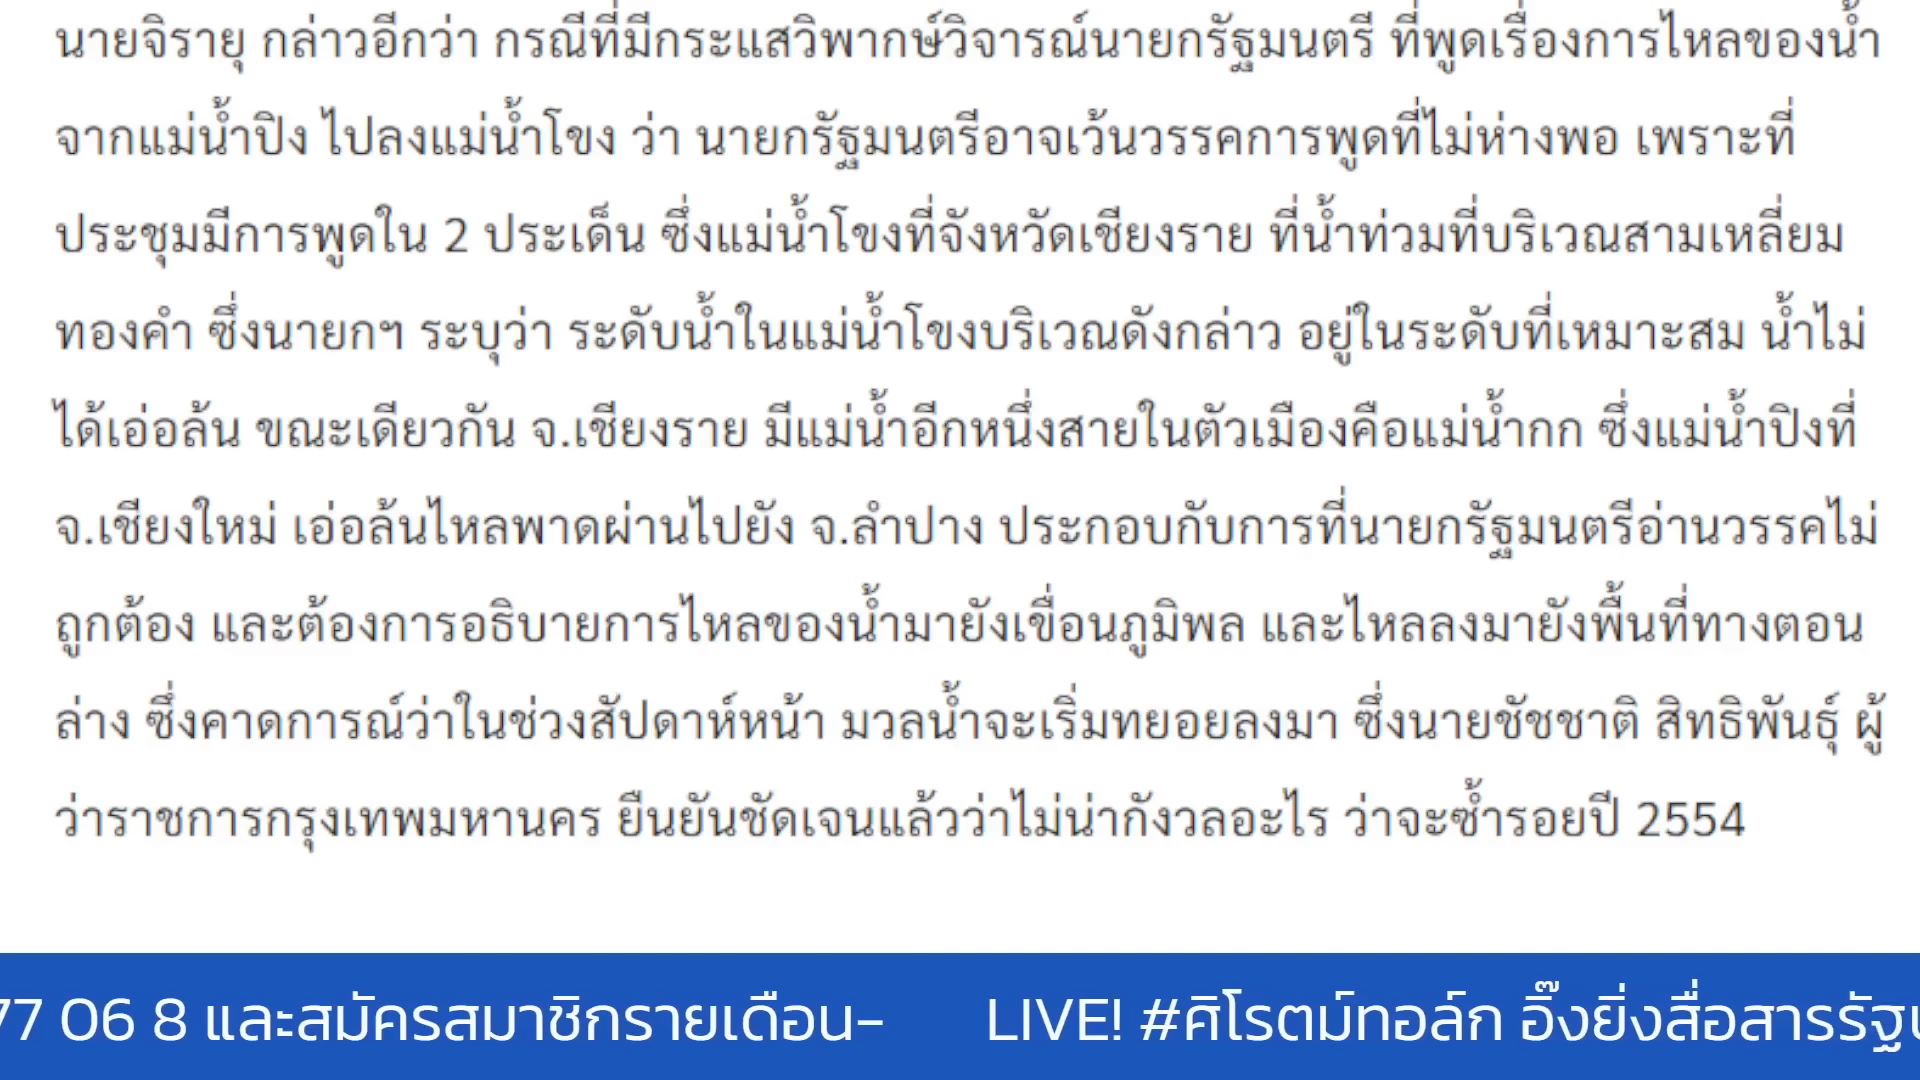 นายจิรายุ กล่าวอีกว่า กรณีที่มีกระแสวิพากษ์วิจารณ์นายกรัฐมนตรี ที่พูดเรื่องการไหลของน้ำ
จากแม่น้ำปิง ไปลงแม่น้ำโขง ว่า นายกรัฐมนตรีอาจเว้นวรรคการพูดที่ไม่ห่างพอ เพราะที่
ประชุมมีการพูดใน 2 ประเด็น ซึ่งแม่น้ำโขงที่จังหวัดเชียงราย ที่น้ำท่วมที่บริเวณสามเหลี่ยม
ทองคำ ซึ่งนายกฯ ระบุว่า ระดับน้ำในแม่น้ำโขงบริเวณดังกล่าว อยู่ในระดับที่เหมาะสม น้ำไม่
ได้เอ่อล้น ขณะเดียวกัน จ.เชียงราย มีแม่น้ำอีกหนึ่งสายในตัวเมืองคือแม่น้ำกก ซึ่งแม่น้ำปิงที่
จ.เชียงใหม่ เอ่อล้นไหลพาดผ่านไปยัง จ.ลำปาง ประกอบกับการที่นายกรัฐมนตรีอ่านวรรคไม่
ถูกต้อง และต้องการอธิบายการไหลของน้ำมายังเขื่อนภูมิพล และไหลลงมายังพื้นที่ทางตอน
ล่าง ซึ่งคาดการณ์ว่าในช่วงสัปดาห์หน้า มวลน้ำจะเริ่มทยอยลงมา ซึ่งนายชัชชาติ สิทธิพันธุ์ ผู้
ว่าราชการกรุงเทพมหานคร ยืนยันชัดเจนแล้วว่าไม่น่ากังวลอะไร ว่าจะซ้ำรอยปี 2554
77 06 8 และสมัครสมาชิกรายเดือน- LIVE! #ศิโรตม์ทอล์ก อิ๊งยิ่งสื่อสาร